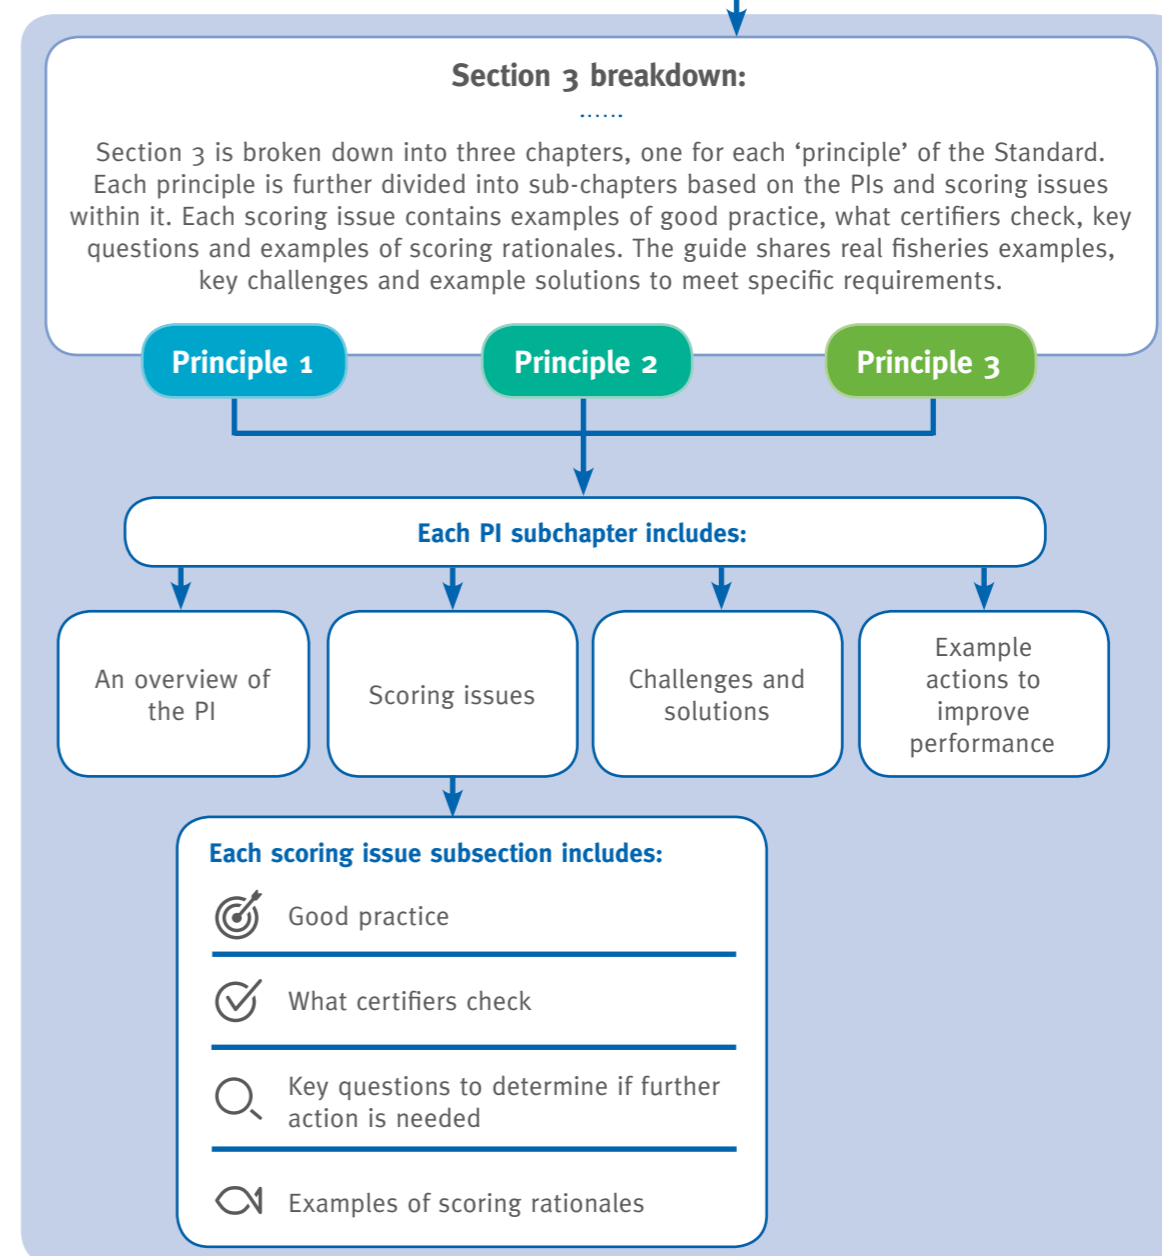 Section 3 breakdown:
......
Section 3 is broken down into three chapters, one for each ‘principle’ of the Standard.
Each principle is further divided into sub-chapters based on the PIs and scoring issues
within it. Each scoring issue contains examples of good practice, what certifiers check, key
questions and examples of scoring rationales. The guide shares real fisheries examples,
key challenges and example solutions to meet specific requirements.
Principle 1
Principle 2
Principle 3
Each PI subchapter includes:
An overview of
the PI
Scoring issues
Challenges and
solutions
Example
actions to
improve
performance
Each scoring issue subsection includes:
Good practice
What certifiers check
Key questions to determine if further
action is needed
Examples of scoring rationales